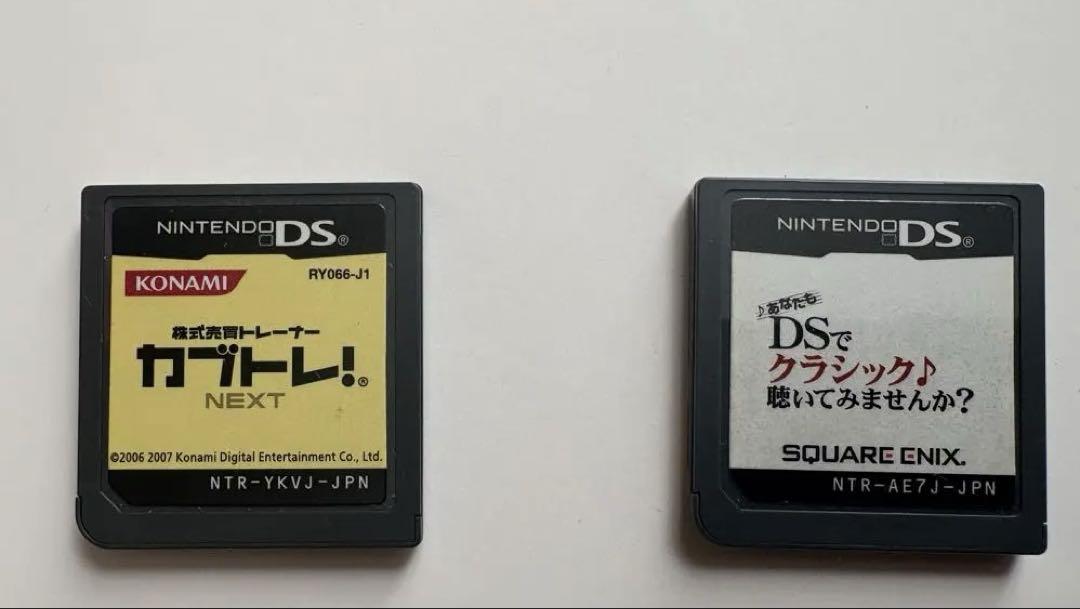 NINTENDO DS®
KONAMI
RY066-J1
株式売買トレーナー
カブトレ!®
NEXT
©2006 2007 Konami Digital Entertainment Co., Ltd.
NTR-YKVJ-JPN
NINTENDO DS®
♪あなたも
DSで
クラシック♪
聴いてみませんか?
SQUARE ENIX.
NTR-AE7J-JPN